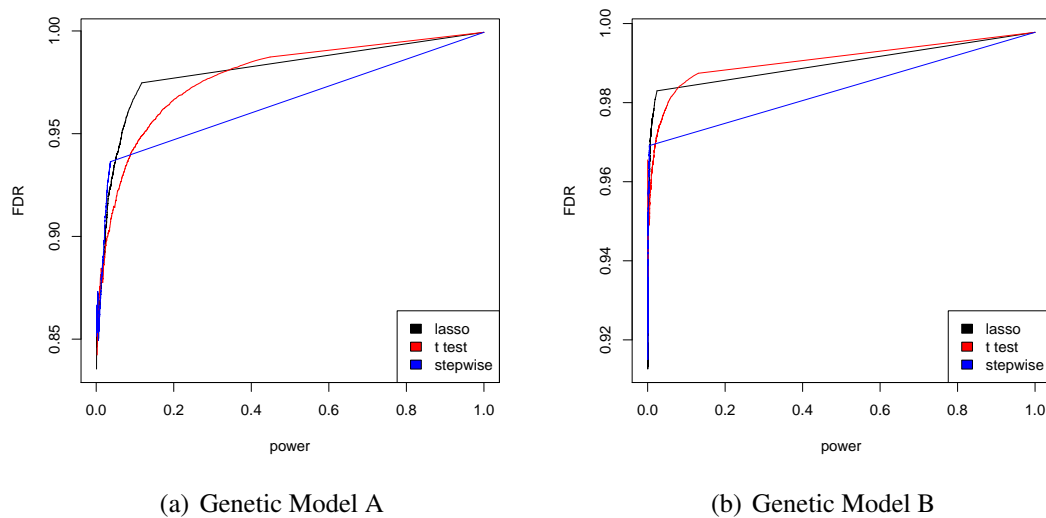 1.00
0.95
0.90
0.85
FDR
0.0 0.2 0.4 0.6 0.8 1.0
power
lasso
t test
stepwise
(a) Genetic Model A
1.00
0.98
0.96
0.94
0.92
FDR
0.0 0.2 0.4 0.6 0.8 1.0
power
lasso
t test
stepwise
(b) Genetic Model B